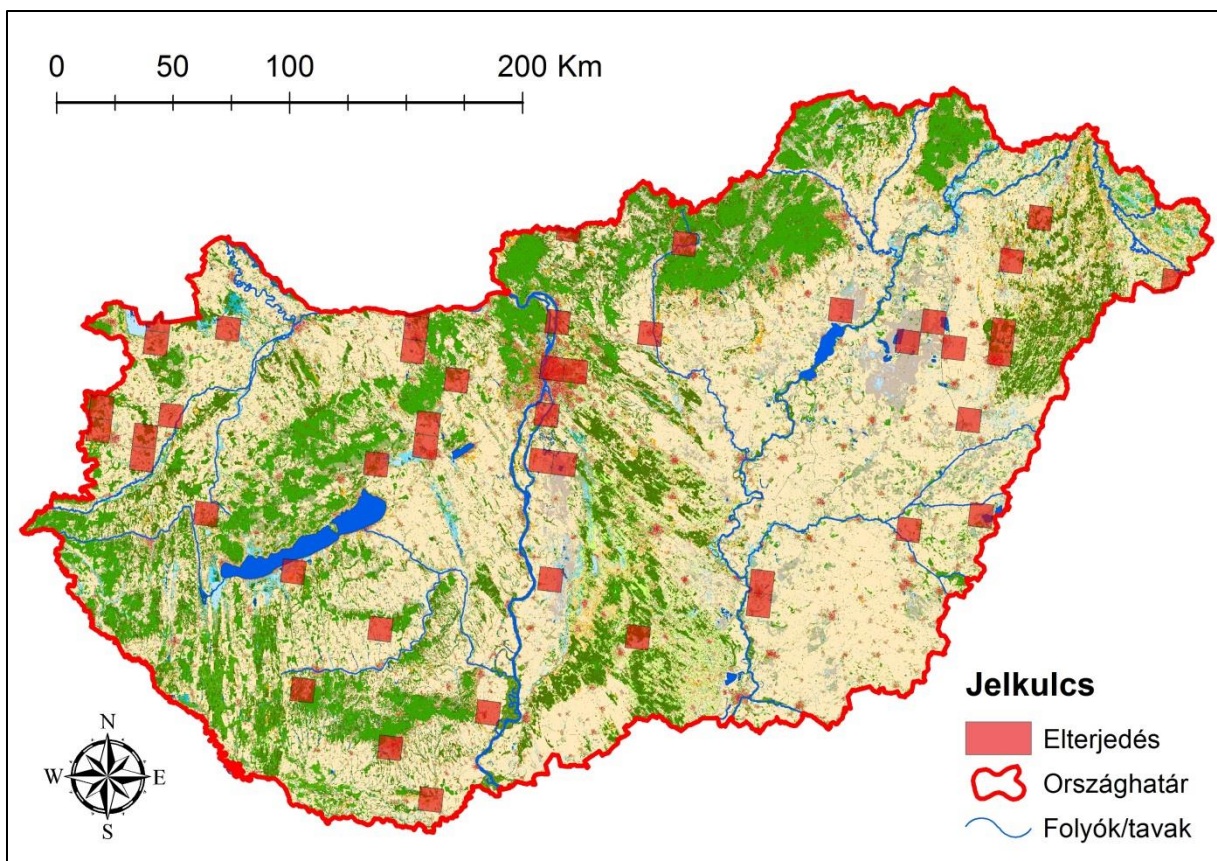 0 50 100 200 Km
Jelkulcs
Elterjedés
Országhatár
Folyók/tavak
N
W E
S